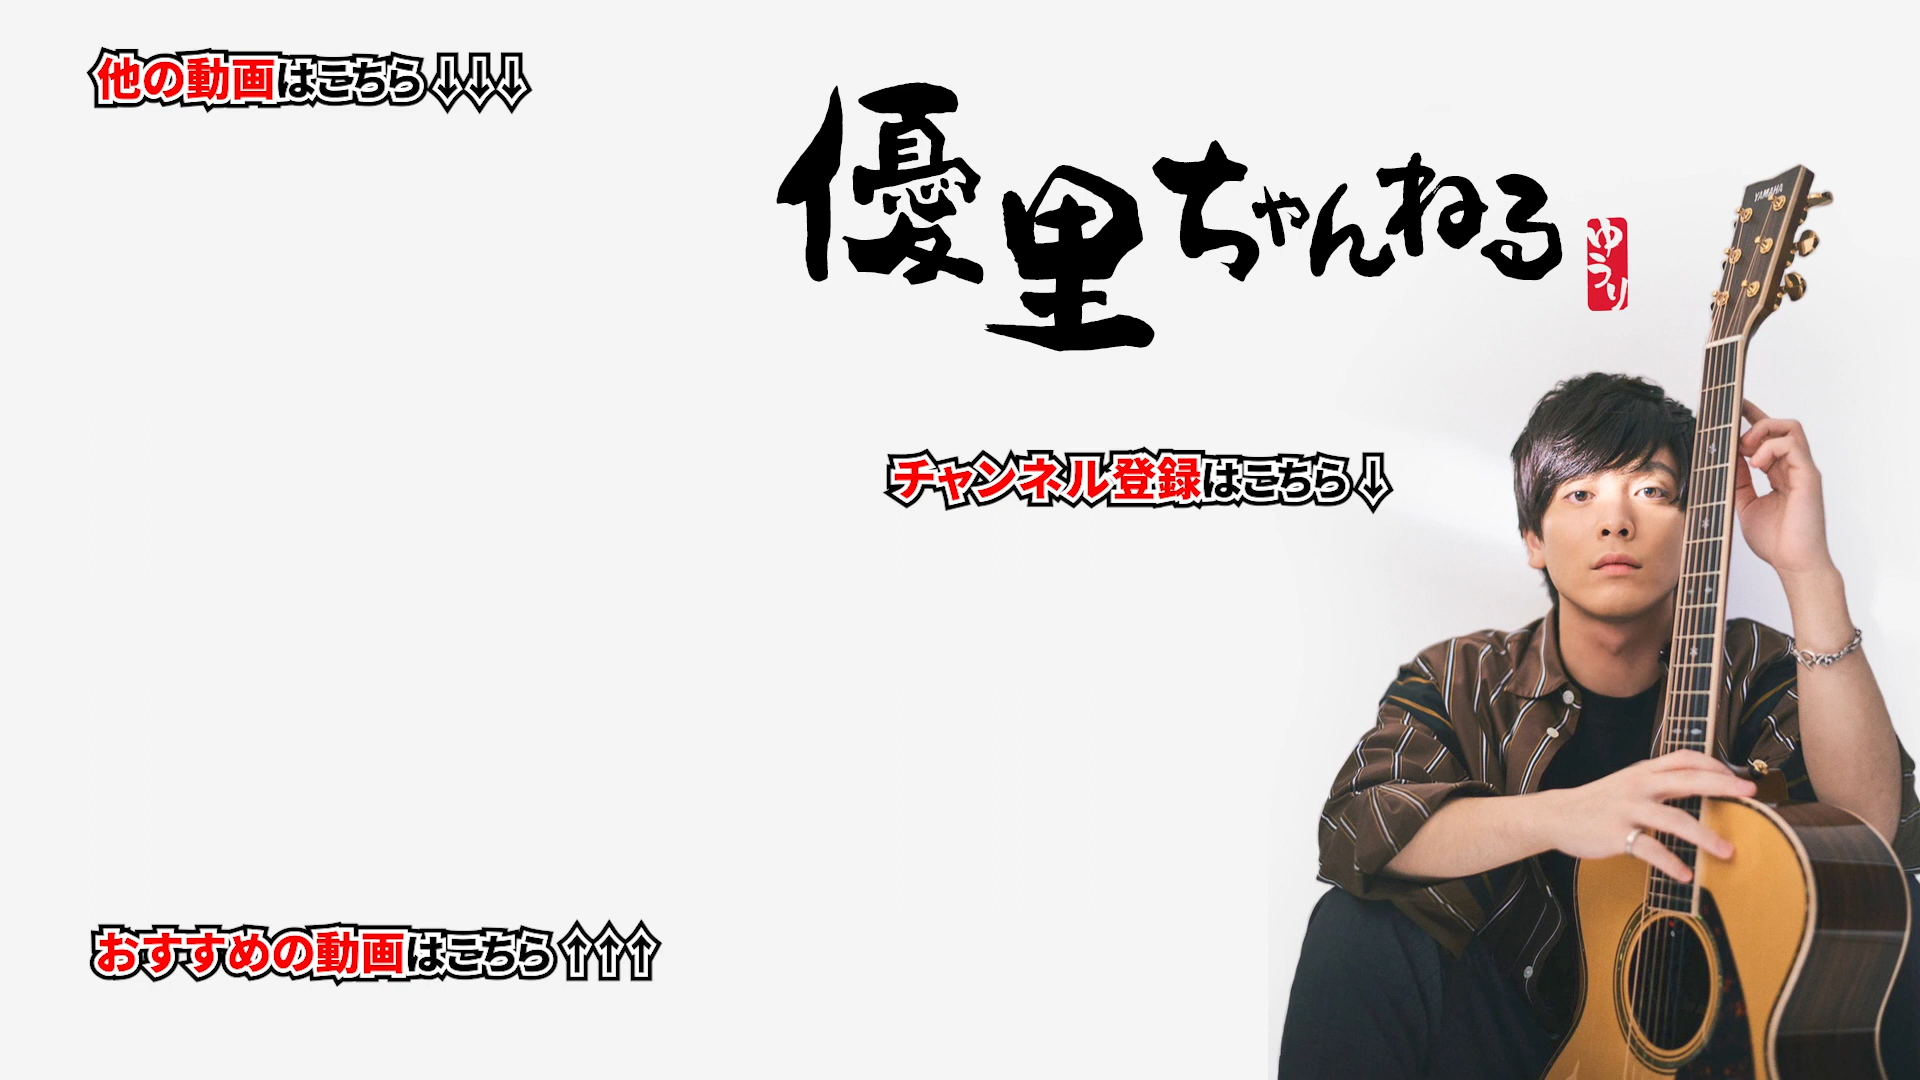 他の動画はこちら↓↓↓
優里ちゃんねる
ゆうり
YAMAHA
チャンネル登録はこちら↓
おすすめの動画はこちら↑↑↑